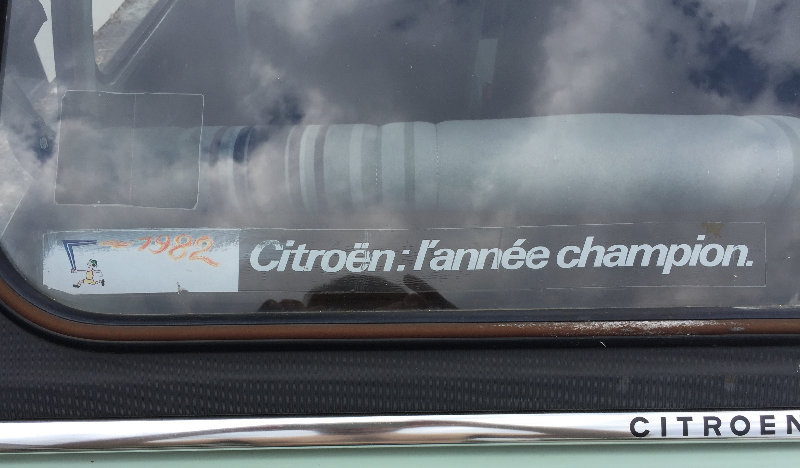 1982
Citroën: l'année champion.
CITROEN